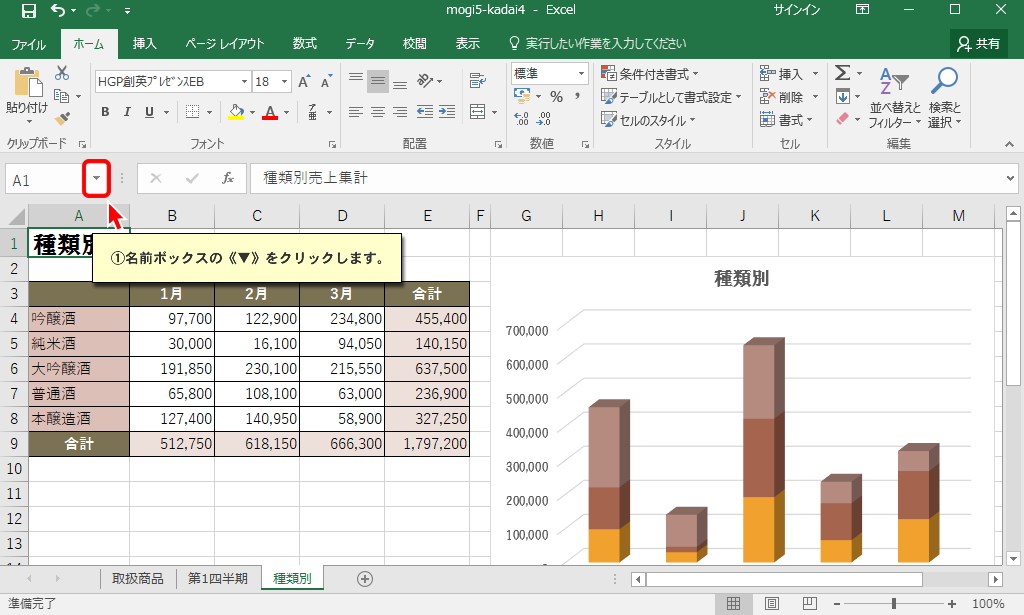 mogi5-kadai4 - Excel
サインイン
ファイル ホーム 挿入 ページ レイアウト 数式 データ 校閲 表示 実行したい作業を入力してください 共有
貼り付け
HGP創英ﾌﾟﾚｾﾞﾝｽEB 18
B I U
標準
% ,
条件付き書式
テーブルとして書式設定
セルのスタイル
挿入
削除
書式
並べ替えと
フィルター
検索と
選択
クリップボード フォント 配置 数値 スタイル セル 編集
A1 fx 種類別売上集計
A B C D E F G H I J K L M
1 種類別
①名前ボックスの《▼》をクリックします。
2
3 1月 2月 3月 合計
4 吟醸酒 97,700 122,900 234,800 455,400
5 純米酒 30,000 16,100 94,050 140,150
6 大吟醸酒 191,850 230,100 215,550 637,500
7 普通酒 65,800 108,100 63,000 236,900
8 本醸造酒 127,400 140,950 58,900 327,250
9 合計 512,750 618,150 666,300 1,797,200
10
11
12
13
種類別
700,000
600,000
500,000
400,000
300,000
200,000
100,000
取扱商品 第1四半期 種類別
準備完了 100%